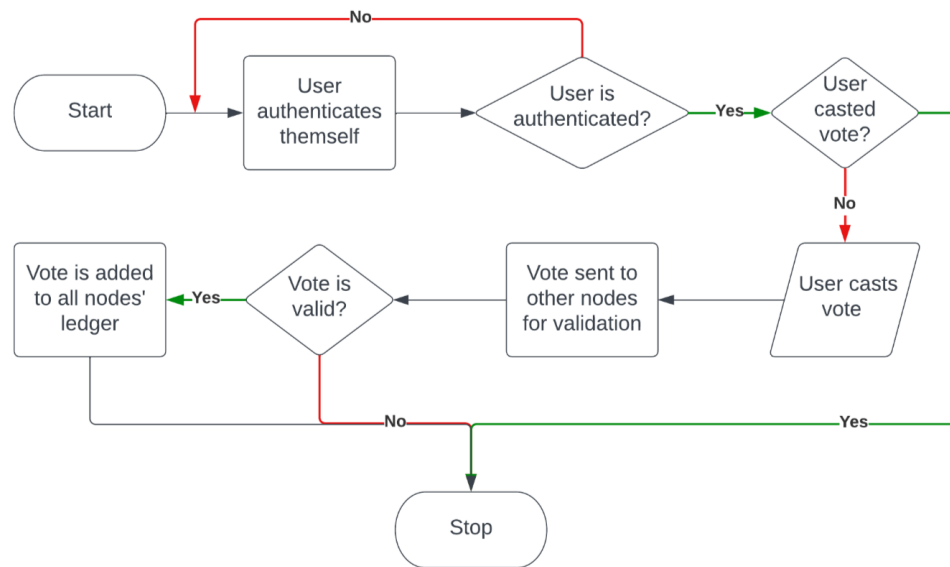 No
Start
User
authenticates
themself
User is
authenticated?
Yes
User
casted
vote?
No
Vote is added
to all nodes'
ledger
Yes
Vote is
valid?
Vote sent to
other nodes
for validation
User casts
vote
No
Yes
Stop